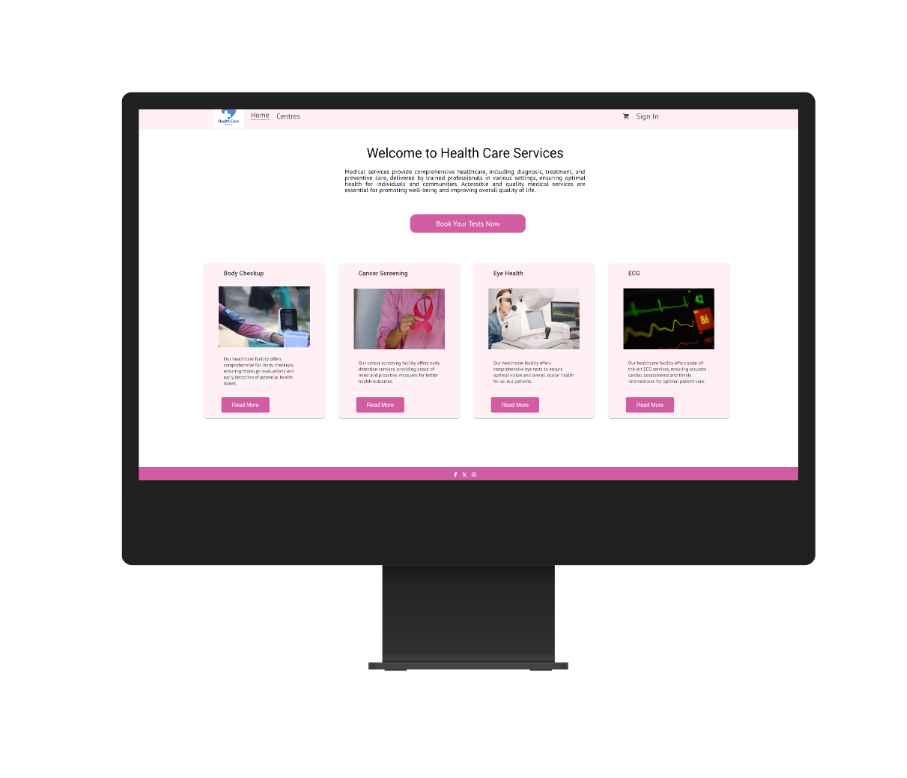 Health Care
Home Centres
Sign In
Welcome to Health Care Services
Medical services provide comprehensive healthcare, including diagnosis, treatment, and
preventive care, delivered by trained professionals in various settings, ensuring optimal
health for individuals and communities. Accessible and quality medical services are
essential for promoting well-being and improving overall quality of life.
Book Your Tests Now
Body Checkup
Our healthcare facility offers
comprehensive full body checkups,
ensuring thorough evaluations and
early detection of potential health
issues.
Read More
Cancer Screening
Our cancer screening facility offers early
detection services, providing peace of
mind and proactive measures for better
health outcomes.
Read More
Eye Health
Our healthcare facility offers
comprehensive eye tests to ensure
optimal vision and overall ocular health
for all our patients.
Read More
ECG
42
86
Our healthcare facility offers state-of-
the-art ECG services, ensuring accurate
cardiac assessments and timely
interventions for optimal patient care.
Read More